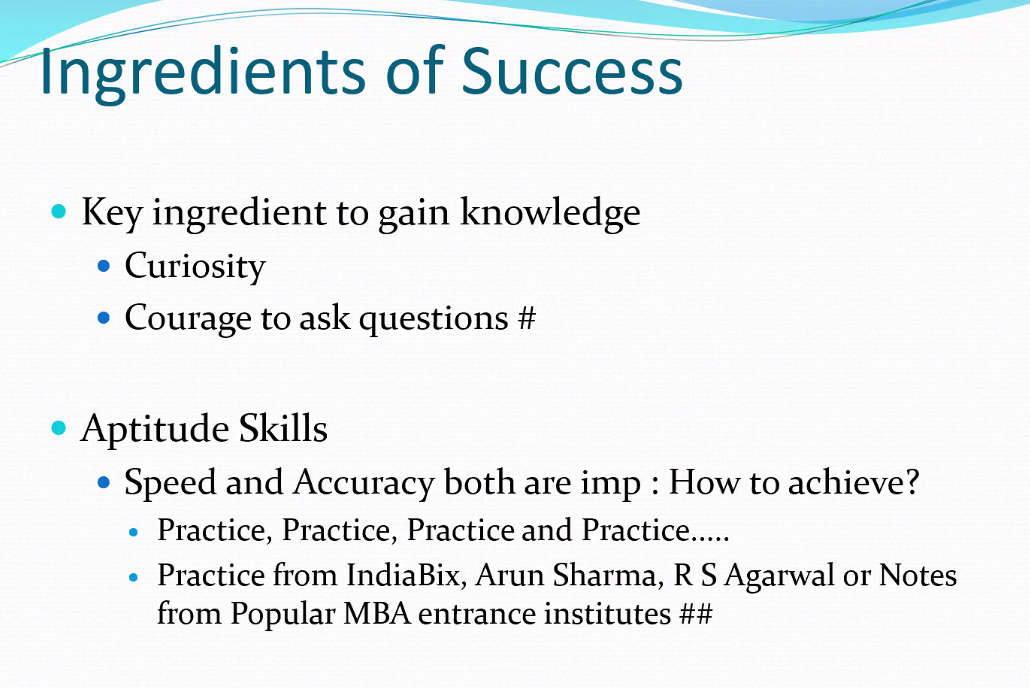 Ingredients of Success
Key ingredient to gain knowledge
Curiosity
Courage to ask questions #
Aptitude Skills
Speed and Accuracy both are imp : How to achieve?
Practice, Practice, Practice and Practice.....
Practice from IndiaBix, Arun Sharma, R S Agarwal or Notes
from Popular MBA entrance institutes ##